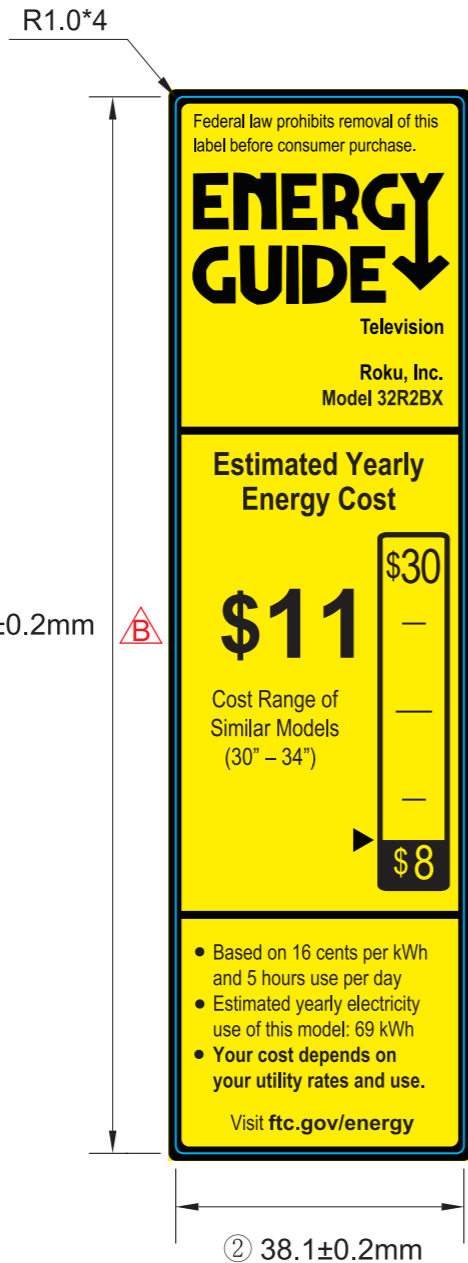 R1.0*4
Federal law prohibits removal of this
label before consumer purchase.
ENERGY
GUIDE
Television
Roku, Inc.
Model 32R2BX
Estimated Yearly
Energy Cost
$30
$11
Cost Range of
Similar Models
(30” – 34”)
$8
±0.2mm
B
● Based on 16 cents per kWh
and 5 hours use per day
● Estimated yearly electricity
use of this model: 69 kWh
● Your cost depends on
your utility rates and use.
Visit ftc.gov/energy
② 38.1±0.2mm